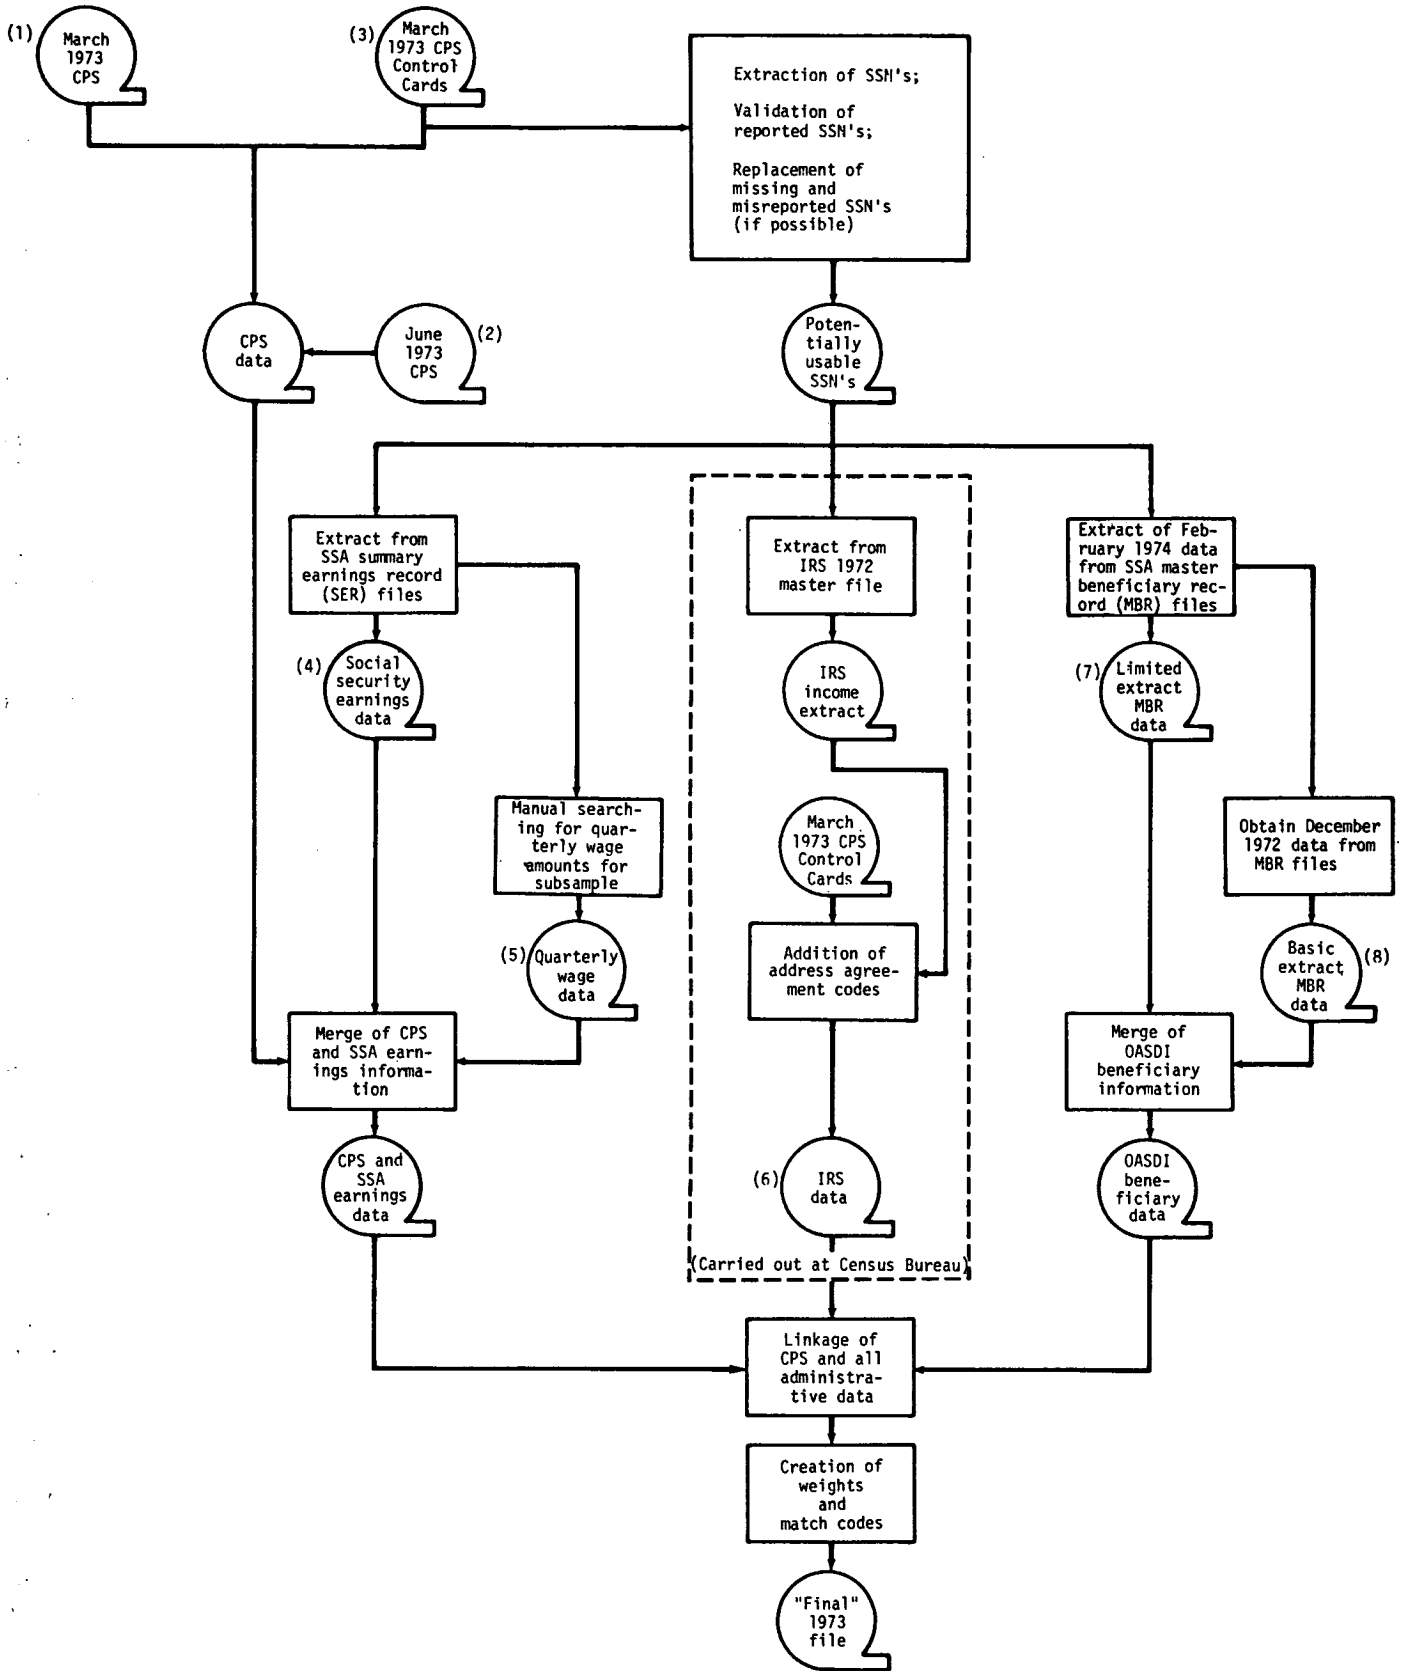 (1)
March
1973
CPS
(3)
March
1973 CPS
Control
Cards
Extraction of SSN's;
Validation of
reported SSN's;
Replacement of
missing and
misreported SSN's
(if possible)
CPS
data
June
1973
CPS
(2)
Poten-
tially
usable
SSN's
Extract from
SSA summary
earnings record
(SER) files
Extract from
IRS 1972
master file
Extract of Feb-
ruary 1974 data
from SSA master
beneficiary rec-
ord (MBR) files
(4)
Social
security
earnings
data
IRS
income
extract
(7)
Limited
extract
MBR
data
Manual search-
ing for quar-
terly wage
amounts for
subsample
March
1973 CPS
Control
Cards
Obtain December
1972 data from
MBR files
(5)
Quarterly
wage
data
Addition of
address agree-
ment codes
Basic
extract
MBR
data
(8)
Merge of CPS
and SSA earn-
ings informa-
tion
Merge of
OASDI
beneficiary
information
CPS and
SSA
earnings
data
(6)
IRS
data
OASDI
bene-
ficiary
data
(Carried out at Census Bureau)
Linkage of
CPS and all
administra-
tive data
Creation of
weights
and
match codes
"Final"
1973
file